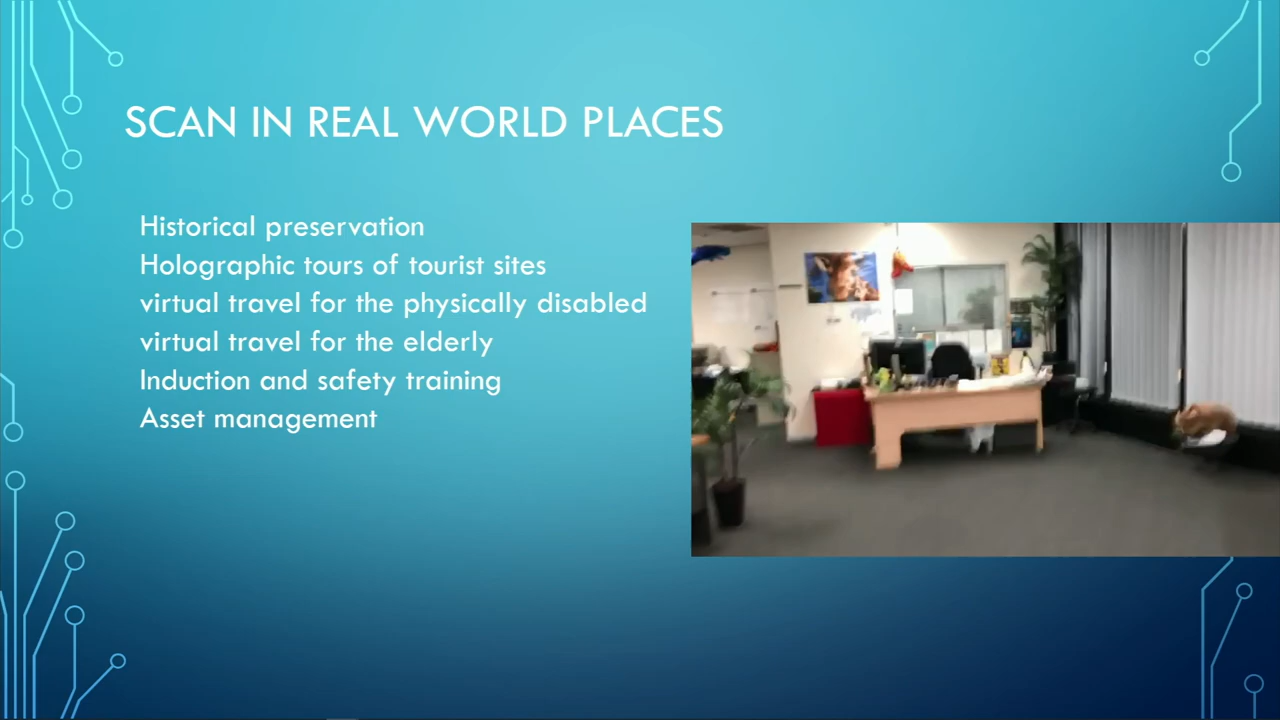 SCAN IN REAL WORLD PLACES
Historical preservation
Holographic tours of tourist sites
virtual travel for the physically disabled
virtual travel for the elderly
Induction and safety training
Asset management